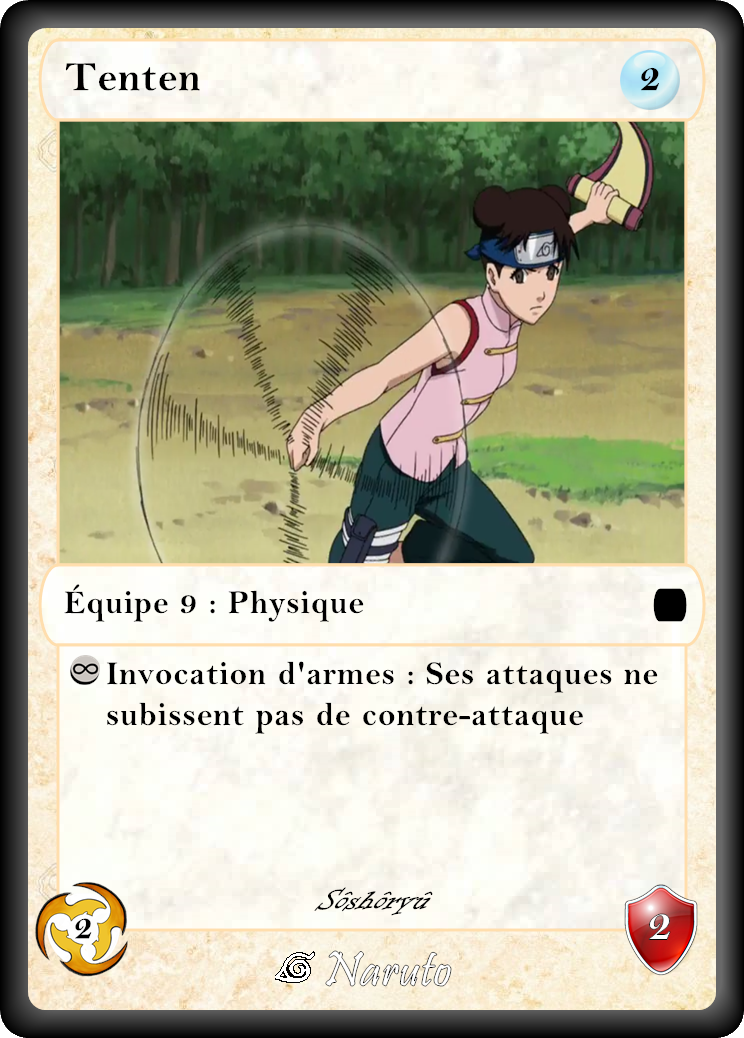 Tenten
2
Équipe 9 : Physique
Invocation d'armes : Ses attaques ne
subissent pas de contre-attaque
Sôshôryû
2
2
Naruto